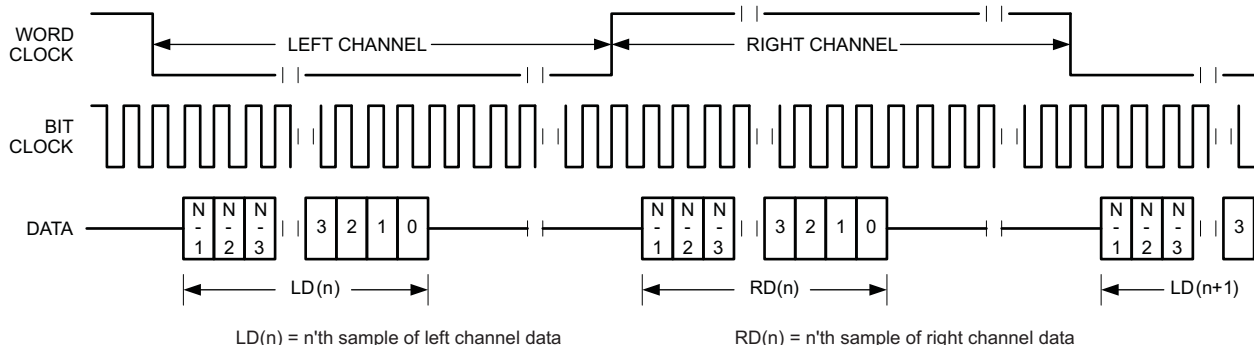 WORD
CLOCK
LEFT CHANNEL
RIGHT CHANNEL
BIT
CLOCK
DATA
N
-
1
N
-
2
N
-
3
3
2
1
0
N
-
1
N
-
2
N
-
3
3
2
1
0
N
-
1
N
-
2
N
-
3
3
LD(n)
RD(n)
LD(n+1)
LD(n) = n'th sample of left channel data
RD(n) = n'th sample of right channel data